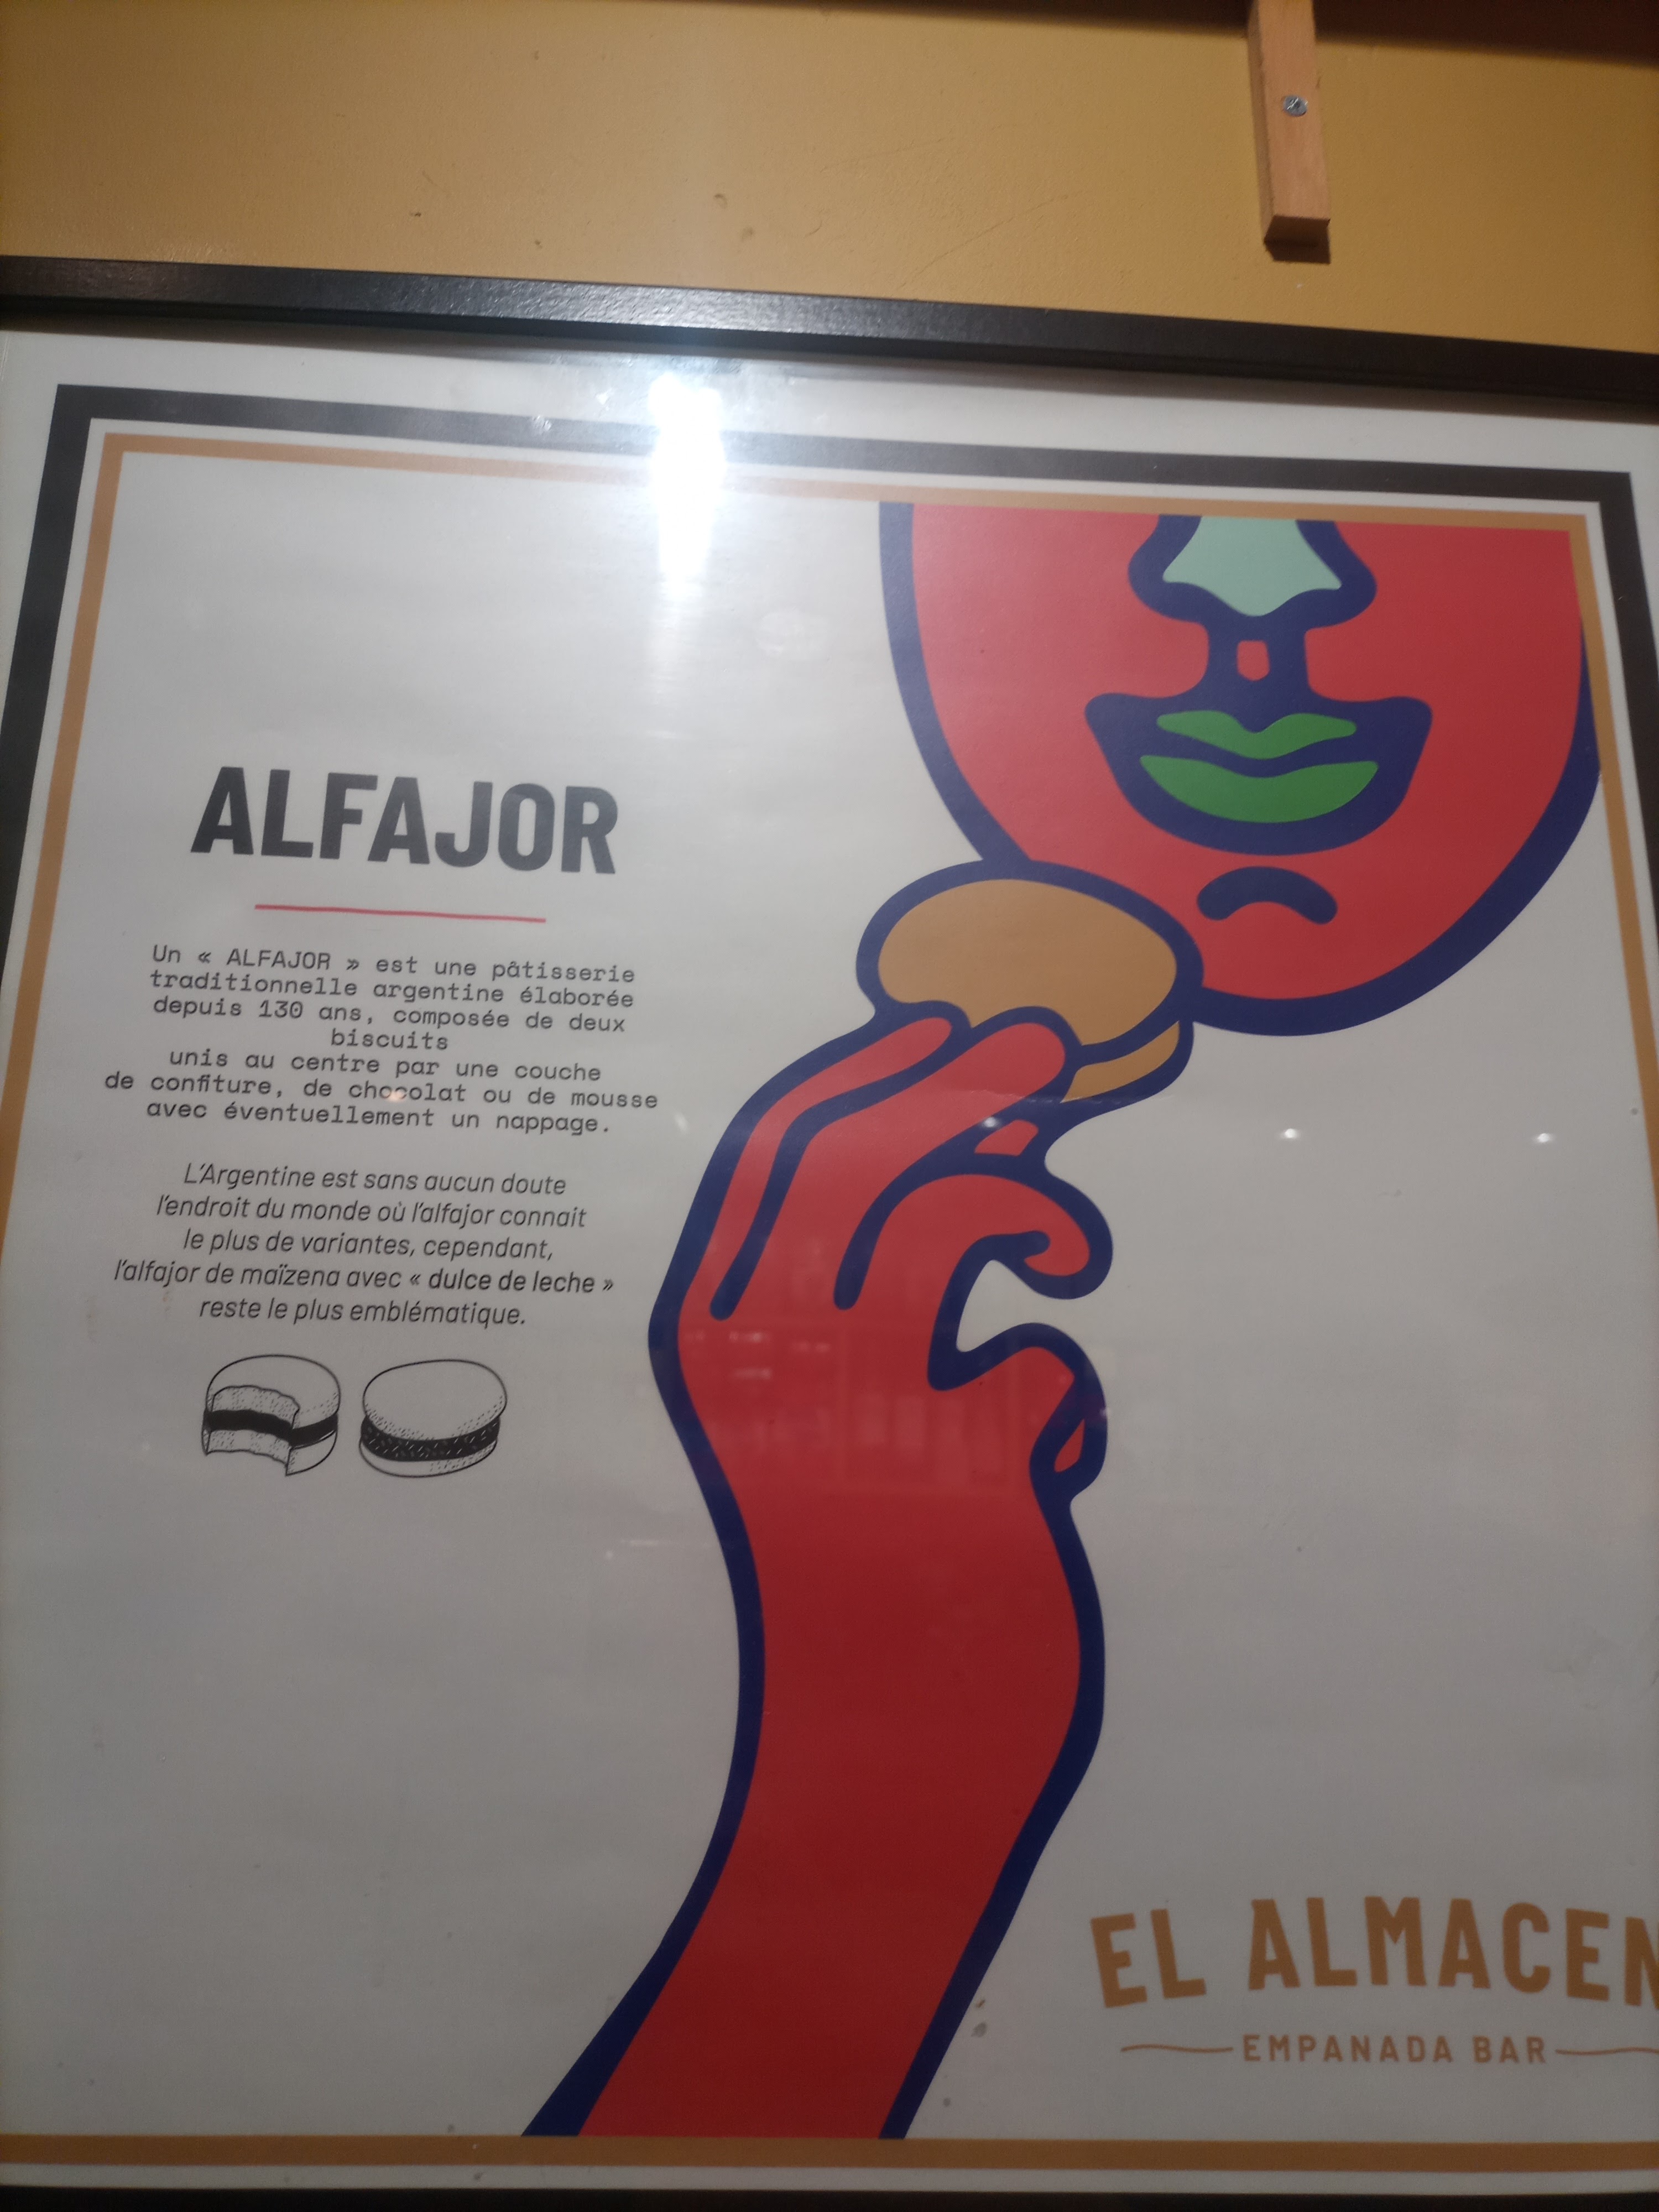 ALFAJOR
Un « ALFAJOR » est une pâtisserie
traditionnelle argentine élaborée
depuis 130 ans, composée de deux
biscuits
unis au centre par une couche
de confiture, de chocolat ou de mousse
avec éventuellement un nappage.
L'Argentine est sans aucun doute
l'endroit du monde où l'alfajor connait
le plus de variantes, cependant,
l'alfajor de maïzena avec « dulce de leche »
reste le plus emblématique.
EL ALMACEN
EMPANADA BAR